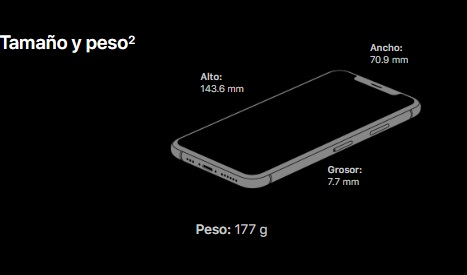 Tamaño y peso²
Ancho:
70.9 mm
Alto:
143.6 mm
Grosor:
7.7 mm
Peso: 177 g